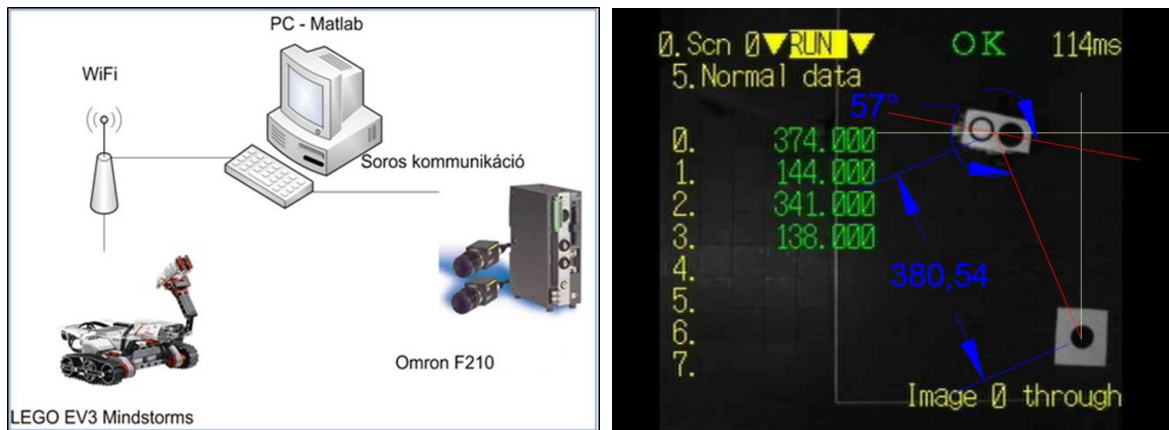 PC - Matlab
WiFi
Soros kommunikáció
Omron F210
LEGO EV3 Mindstorms
0.Scn 0▼RUN ▼ OK 114ms
5.Normal data
57°
0. 374.000
1. 144.000
2. 341.000
3. 138.000
4.
380,54
5.
6.
7.
Image 0 through